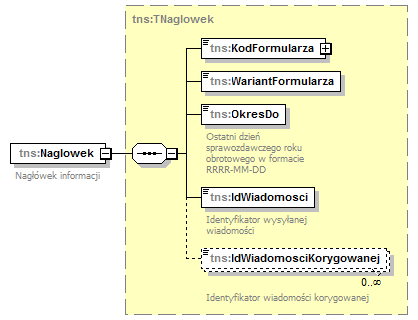 tns:TNaglowek
tns:KodFormularza
tns:WariantFormularza
tns:OkresDo
Ostatni dzień
sprawozdawczego roku
obrotowego w formacie
RRRR-MM-DD
tns:Naglowek
Nagłówek informacji
tns:IdWiadomosci
Identyfikator wysyłanej
wiadomości
tns:IdWiadomosciKorygowanej
0..∞
Identyfikator wiadomości korygowanej